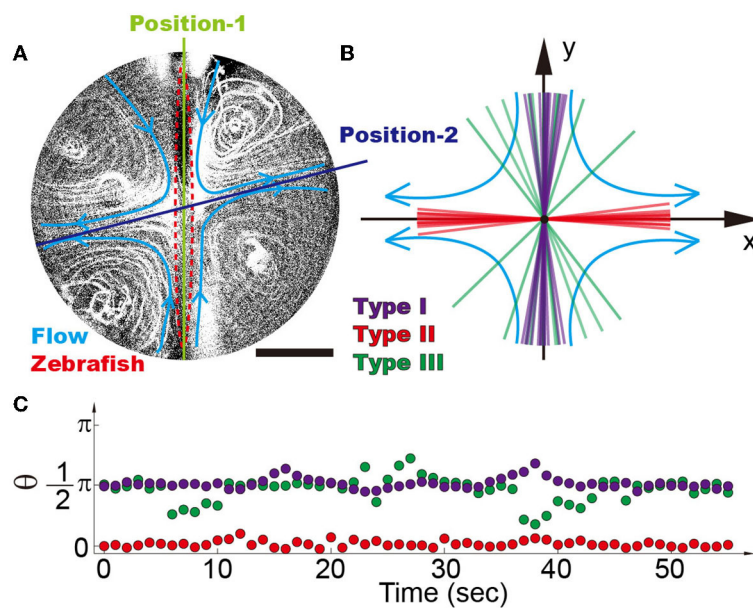 Position-1
A
B
y
Position-2
x
Flow
Zebrafish
Type I
Type II
Type III
C
π
θ 1/2 π
0
0 10 20 30 40 50
Time (sec)